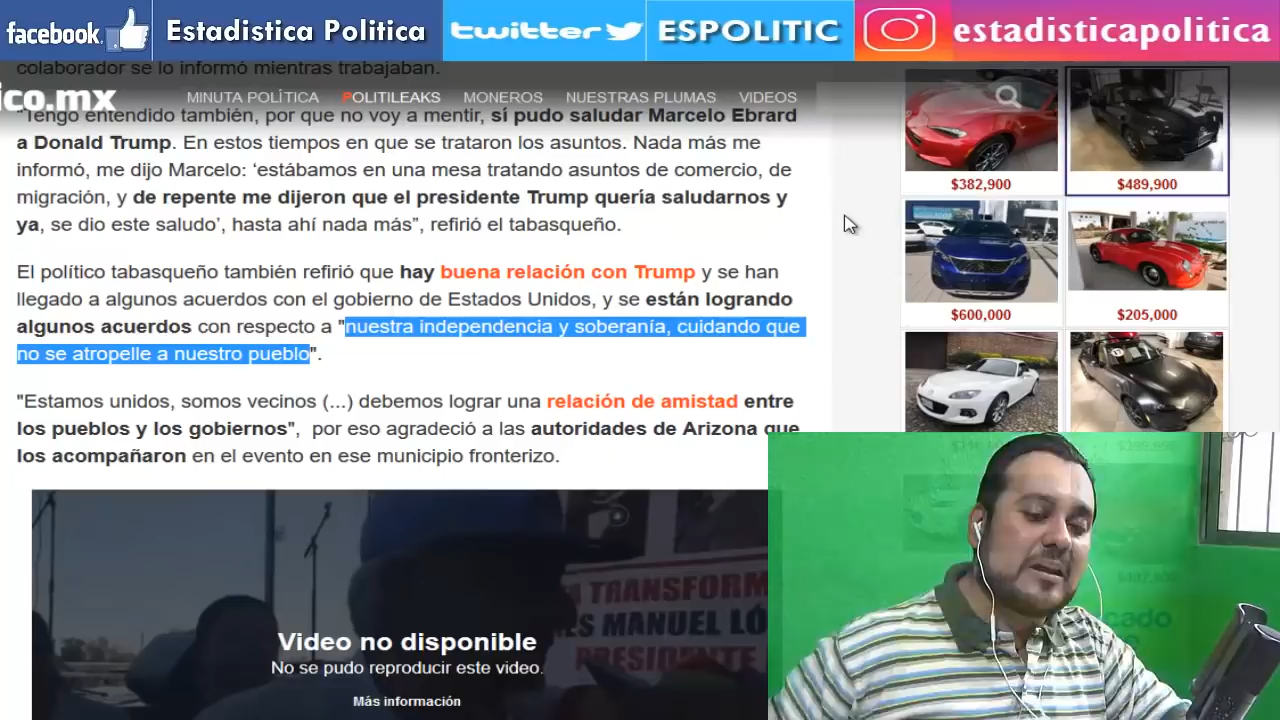 facebook. Estadistica Politica twitter ESPOLITIC estadisticapolitica
colaborador se lo informó mientras trabajaban.
ico.mx MINUTA POLÍTICA POLITILEAKS MONEROS NUESTRAS PLUMAS VIDEOS
"Tengo entendido también, por que no voy a mentir, sí pudo saludar Marcelo Ebrard
a Donald Trump. En estos tiempos en que se trataron los asuntos. Nada más me
informó, me dijo Marcelo: ‘estábamos en una mesa tratando asuntos de comercio, de
migración, y de repente me dijeron que el presidente Trump quería saludarnos y
ya, se dio este saludo’, hasta ahí nada más”, refirió el tabasqueño.
El político tabasqueño también refirió que hay buena relación con Trump y se han
llegado a algunos acuerdos con el gobierno de Estados Unidos, y se están logrando
algunos acuerdos con respecto a "nuestra independencia y soberanía, cuidando que
no se atropelle a nuestro pueblo".
"Estamos unidos, somos vecinos (...) debemos lograr una relación de amistad entre
los pueblos y los gobiernos", por eso agradeció a las autoridades de Arizona que
los acompañaron en el evento en ese municipio fronterizo.
A TRANSFORM
ES MANUEL LÓ
PRESIDENTE
Video no disponible
No se pudo reproducir este video.
Más información
$382,900 $489,900
$600,000 $205,000